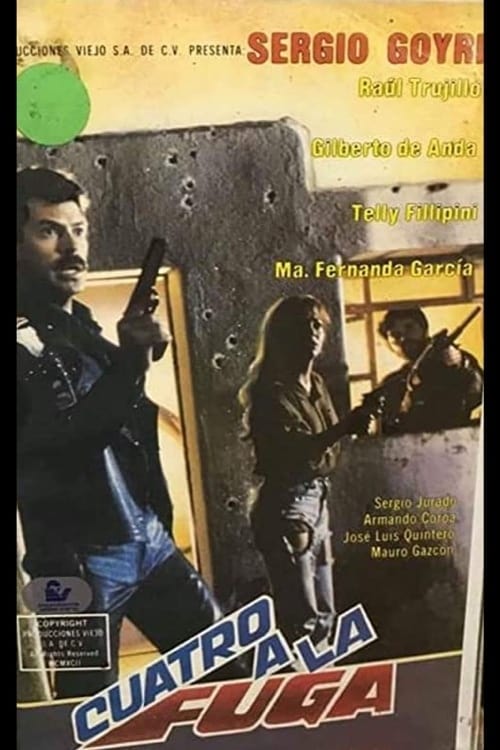 UCCIONES VIEJO S.A. DE C.V. PRESENTA:
SERGIO GOYRI
Raúl Trujillo
Gilberto de Anda
Telly Fillipini
Ma. Fernanda García
Sergio Jurado
Armando Coroa
José Luis Quintero
Mauro Gazcon
COPYRIGHT
PRODUCCIONES VIEJO
S.A. DE C.V.
All Rights Reserved
MCMXCII
CUATRO A LA
FUGA